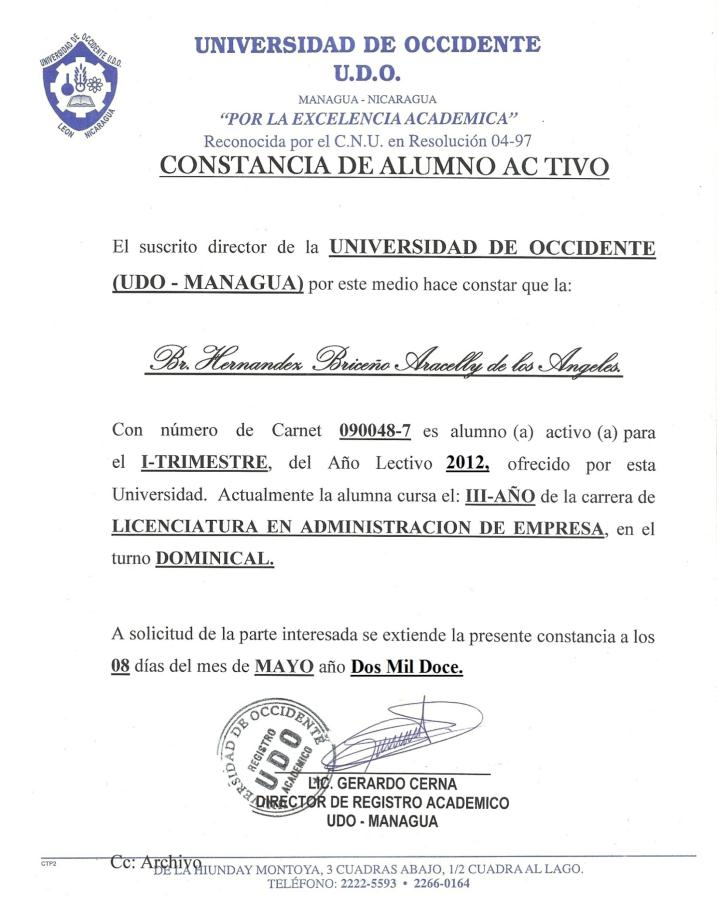 UNIVERSIDAD DE OCCIDENTE U.D.O.
LEON NICARAGUA
UNIVERSIDAD DE OCCIDENTE
U.D.O.
MANAGUA - NICARAGUA
“POR LA EXCELENCIA ACADEMICA”
Reconocida por el C.N.U. en Resolución 04-97
CONSTANCIA DE ALUMNO AC TIVO
El suscrito director de la UNIVERSIDAD DE OCCIDENTE
(UDO - MANAGUA) por este medio hace constar que la:
Br. Hernandez Briceño Aracelly de los Angeles.
Con número de Carnet 090048-7 es alumno (a) activo (a) para
el I-TRIMESTRE, del Año Lectivo 2012, ofrecido por esta
Universidad. Actualmente la alumna cursa el: III-AÑO de la carrera de
LICENCIATURA EN ADMINISTRACION DE EMPRESA, en el
turno DOMINICAL.
A solicitud de la parte interesada se extiende la presente constancia a los
08 días del mes de MAYO año Dos Mil Doce.
UNIVERSIDAD DE OCCIDENTE
REGISTRO
UDO
ACADEMICO
LIC. GERARDO CERNA
DIRECTOR DE REGISTRO ACADEMICO
UDO - MANAGUA
CTP2
Cc: Archivo
DE LA HIUNDAY MONTOYA, 3 CUADRAS ABAJO, 1/2 CUADRA AL LAGO.
TELÉFONO: 2222-5593 • 2266-0164